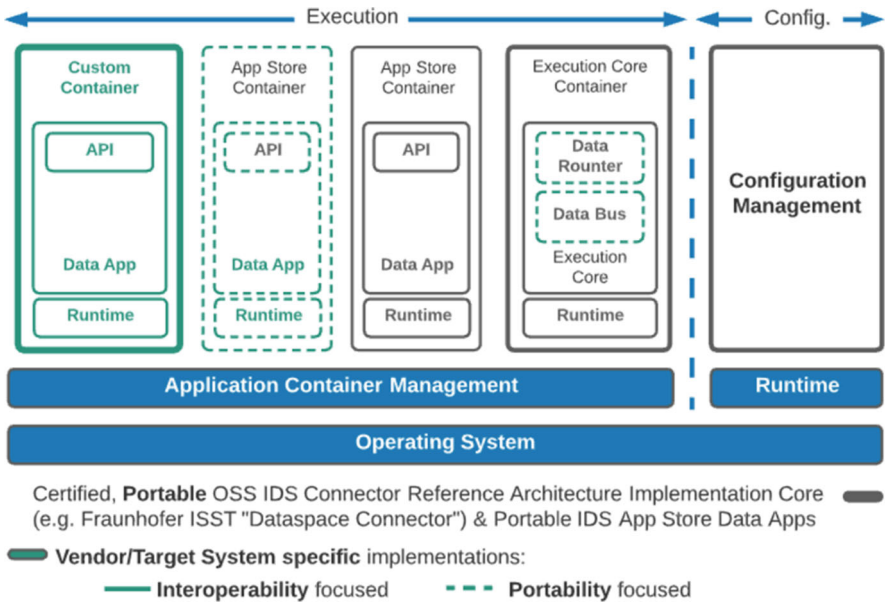 Execution
Config.
Custom
Container
API
Data App
Runtime
App Store
Container
API
Data App
Runtime
App Store
Container
API
Data App
Runtime
Execution Core
Container
Data
Rounter
Data Bus
Execution
Core
Runtime
Configuration
Management
Application Container Management
Runtime
Operating System
Certified, Portable OSS IDS Connector Reference Architecture Implementation Core
(e.g. Fraunhofer ISST "Dataspace Connector") & Portable IDS App Store Data Apps
Vendor/Target System specific implementations:
Interoperability focused
Portability focused